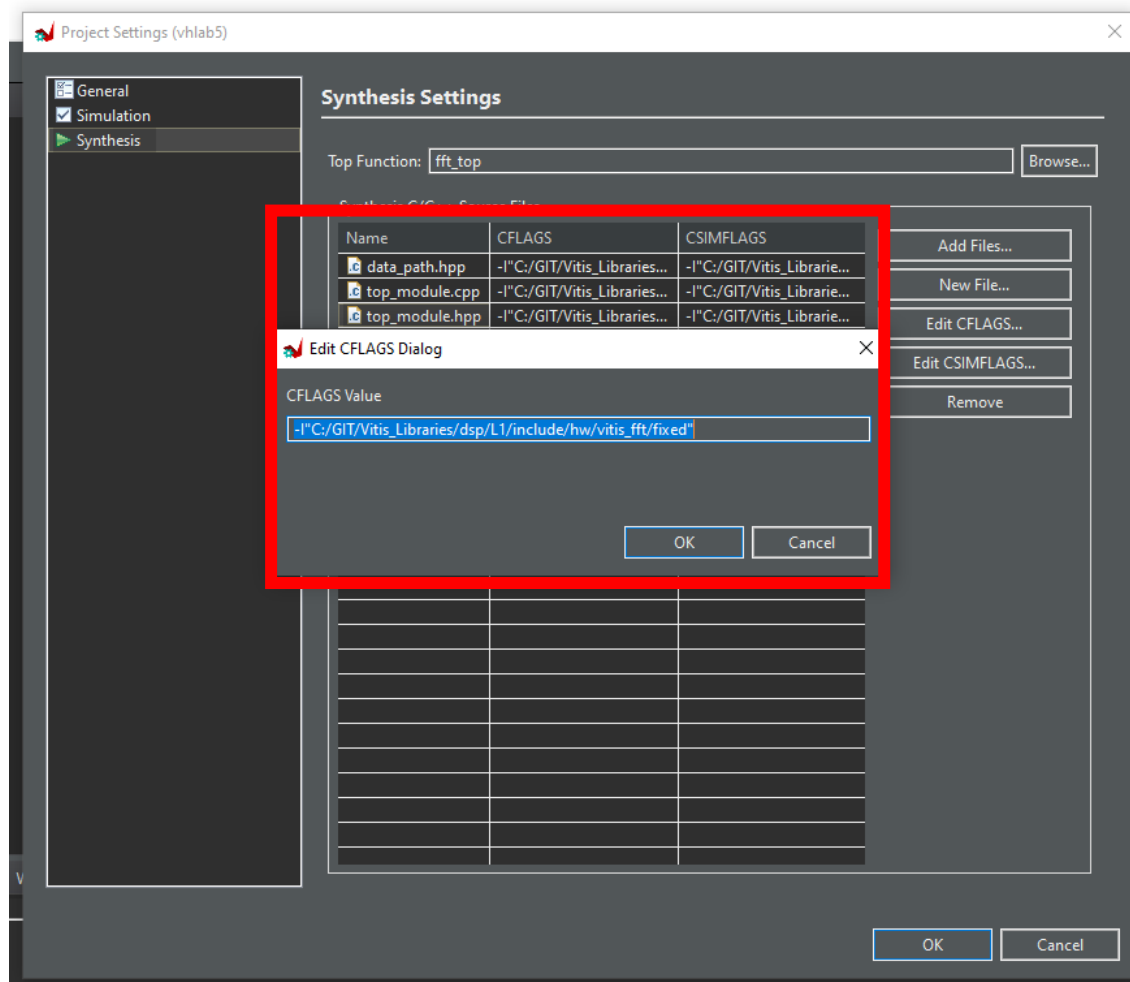 Project Settings (vhlab5)
General
Simulation
Synthesis
Synthesis Settings
Top Function: fft_top Browse...
Name CFLAGS CSIMFLAGS
data_path.hpp -I"C:/GIT/Vitis_Libraries... -I"C:/GIT/Vitis_Librarie...
top_module.cpp -I"C:/GIT/Vitis_Libraries... -I"C:/GIT/Vitis_Librarie...
top_module.hpp -I"C:/GIT/Vitis_Libraries... -I"C:/GIT/Vitis_Librarie...
Add Files...
New File...
Edit CFLAGS...
Edit CSIMFLAGS...
Remove
Edit CFLAGS Dialog
CFLAGS Value
-I"C:/GIT/Vitis_Libraries/dsp/L1/include/hw/vitis_fft/fixed"
OK Cancel
OK Cancel